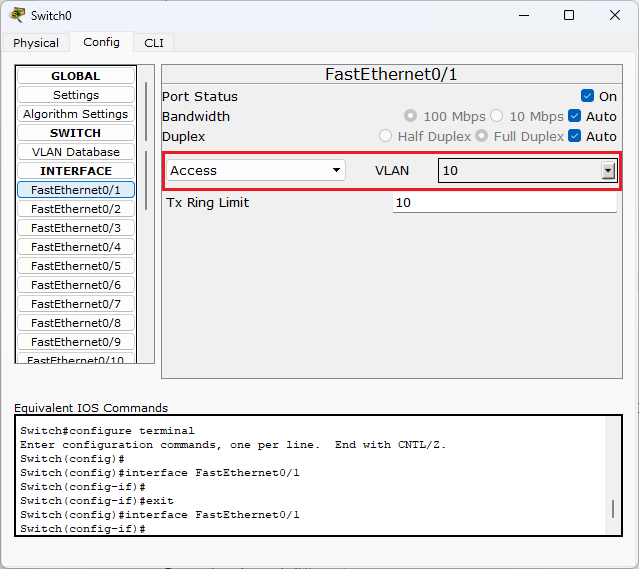 Switch0
Physical Config CLI
GLOBAL
Settings
Algorithm Settings
SWITCH
VLAN Database
INTERFACE
FastEthernet0/1
FastEthernet0/2
FastEthernet0/3
FastEthernet0/4
FastEthernet0/5
FastEthernet0/6
FastEthernet0/7
FastEthernet0/8
FastEthernet0/9
FastEthernet0/10
FastEthernet0/1
Port Status On
Bandwidth 100 Mbps 10 Mbps Auto
Duplex Half Duplex Full Duplex Auto
Access VLAN 10
Tx Ring Limit 10
Equivalent IOS Commands
Switch#configure terminal
Enter configuration commands, one per line.  End with CNTL/Z.
Switch(config)#
Switch(config)#interface FastEthernet0/1
Switch(config-if)#
Switch(config-if)#exit
Switch(config)#interface FastEthernet0/1
Switch(config-if)#